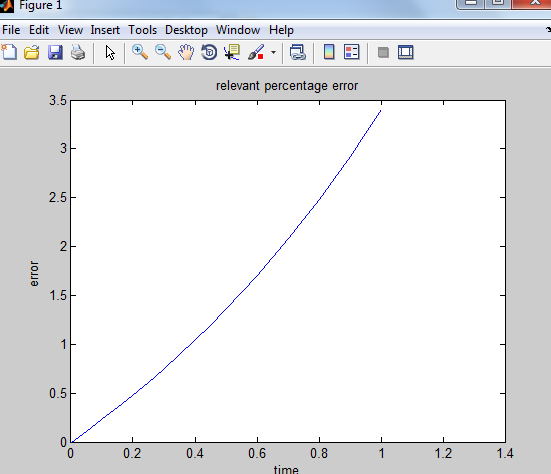 Figure 1
File Edit View Insert Tools Desktop Window Help
relevant percentage error
3.5
3
2.5
2
1.5
1
0.5
0
error
0 0.2 0.4 0.6 0.8 1 1.2 1.4
time